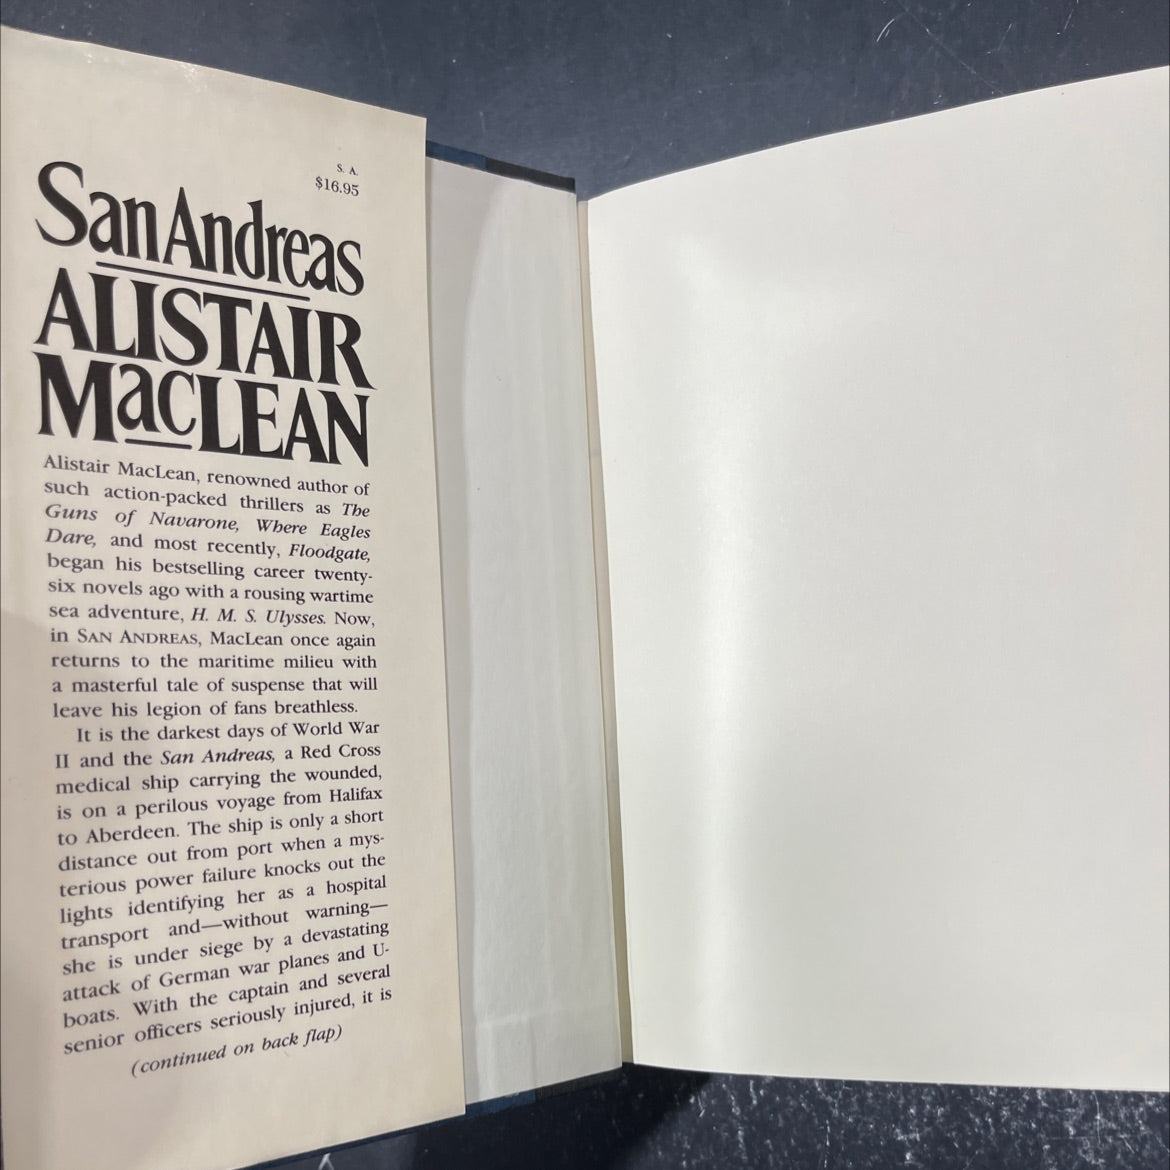 S. A.
$16.95
San Andreas
ALISTAIR
MacLEAN
Alistair MacLean, renowned author of
such action-packed thrillers as The
Guns of Navarone, Where Eagles
Dare, and most recently, Floodgate,
began his bestselling career twenty-
six novels ago with a rousing wartime
sea adventure, H. M. S. Ulysses. Now,
in SAN ANDREAS, MacLean once again
returns to the maritime milieu with
a masterful tale of suspense that will
leave his legion of fans breathless.
It is the darkest days of World War
II and the San Andreas, a Red Cross
medical ship carrying the wounded,
is on a perilous voyage from Halifax
to Aberdeen. The ship is only a short
distance out from port when a mys-
terious power failure knocks out the
lights identifying her as a hospital
transport and—without warning—
she is under siege by a devastating
attack of German war planes and U-
boats. With the captain and several
senior officers seriously injured, it is
(continued on back flap)